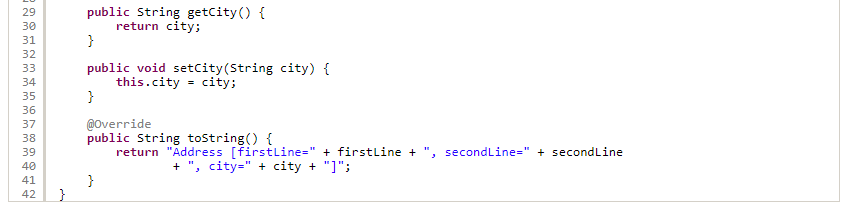 29 public String getCity() {
30 return city;
31 }
32
33 public void setCity(String city) {
34 this.city = city;
35 }
36
37 @Override
38 public String toString() {
39 return "Address [firstLine=" + firstLine + ", secondLine=" + secondLine
40 + ", city=" + city + "]";
41 }
42 }